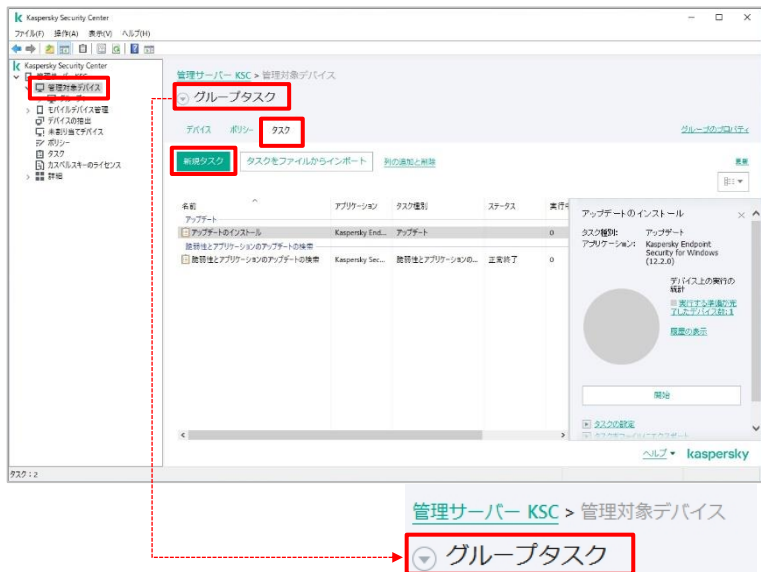 Kaspersky Security Center
ファイル(F) 操作(A) 表示(V) ヘルプ(H)
Kaspersky Security Center
管理サーバー KSC
管理対象デバイス
モバイルデバイス管理
デバイスの抽出
未割り当てデバイス
ポリシー
タスク
カスペルスキーのライセンス
詳細
管理サーバー KSC > 管理対象デバイス
グループタスク
デバイス ポリシー タスク
グループのプロパティ
新規タスク タスクをファイルからインポート 列の追加と削除
更新
名前 アプリケーション タスク種別 ステータス 実行中
アップデート
アップデートのインストール Kaspersky End... アップデート 0
脆弱性とアプリケーションのアップデートの検索
脆弱性とアプリケーションのアップデートの検索 Kaspersky Sec... 脆弱性とアプリケーションの... 正常終了 0
アップデートのインストール
タスク種別: アップデート
アプリケーション: Kaspersky Endpoint
Security for Windows
(12.2.0)
デバイス上の実行の
統計
実行する準備が完
了したデバイス数: 1
履歴の表示
開始
タスクの設定
ヘルプ kaspersky
タスク : 2
管理サーバー KSC > 管理対象デバイス
グループタスク